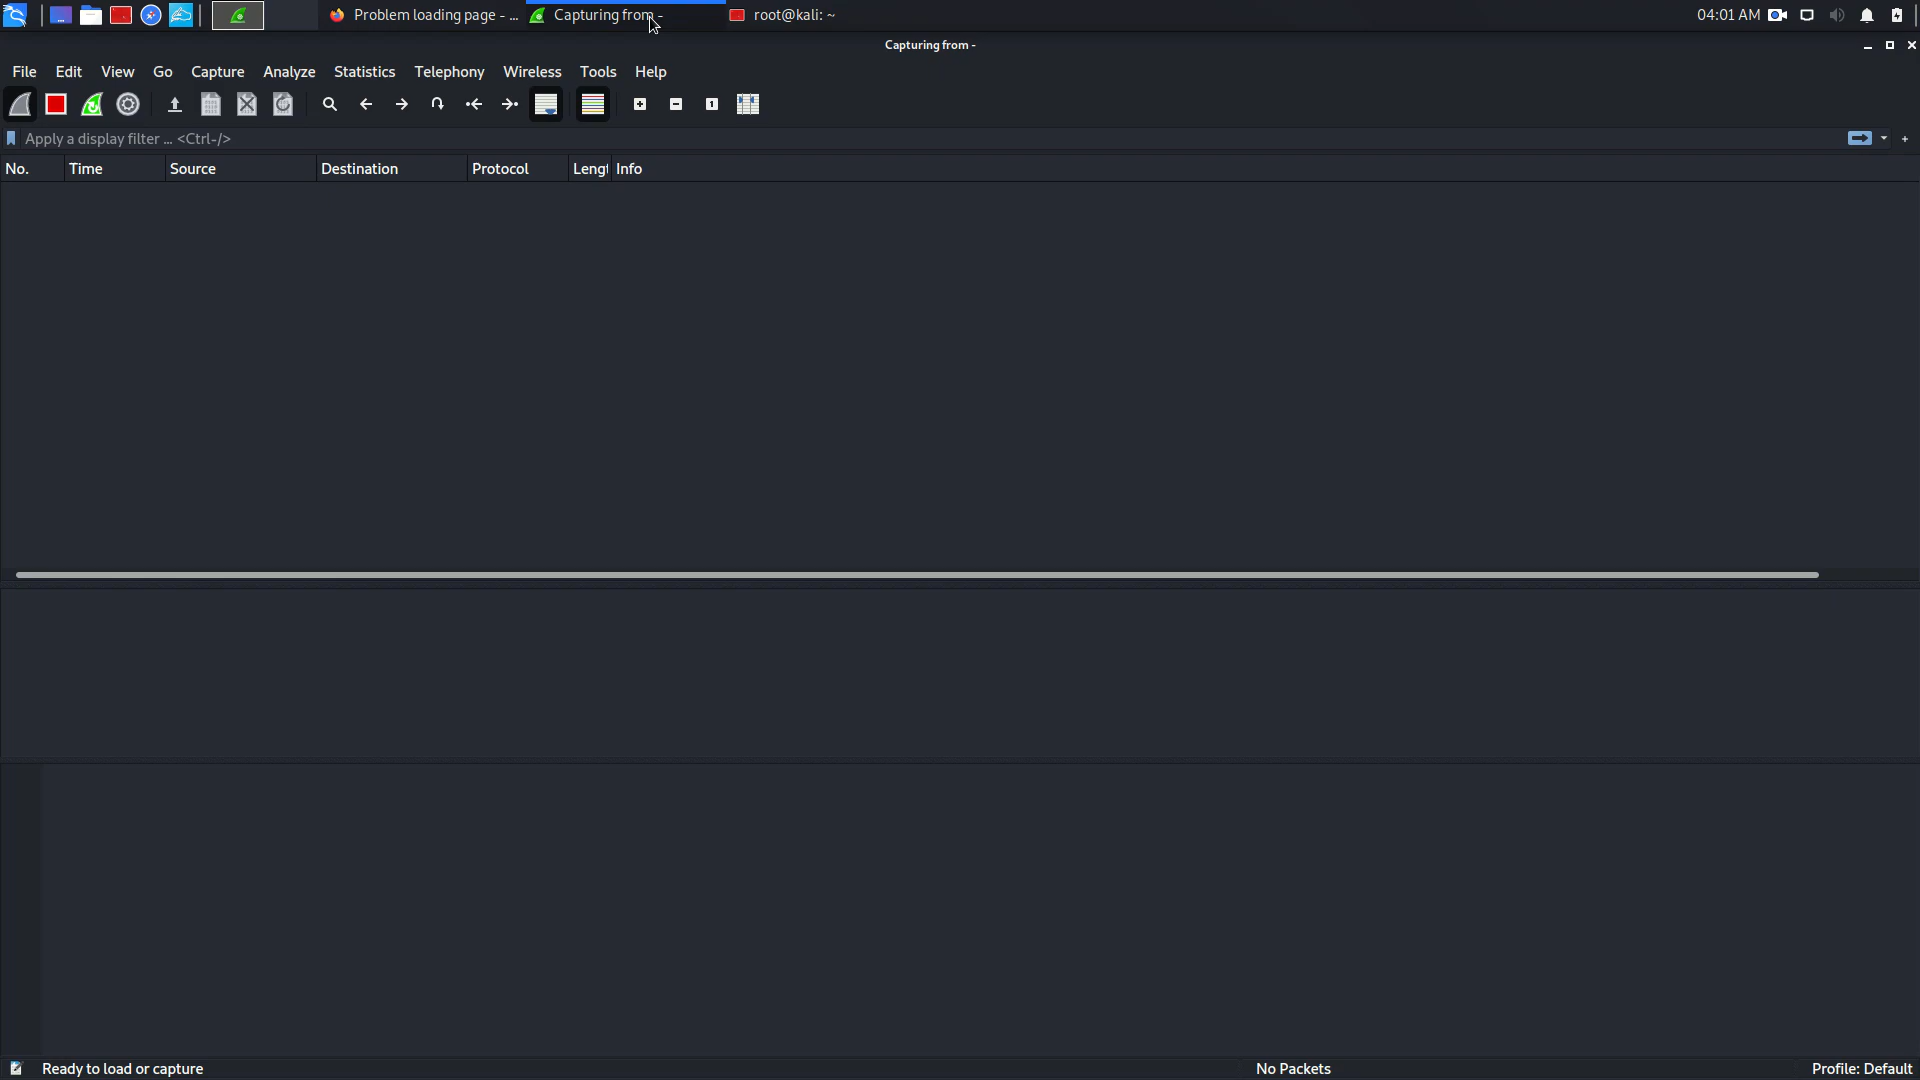 Problem loading page - ...
Capturing from -
root@kali: ~
04:01 AM
Capturing from -
File Edit View Go Capture Analyze Statistics Telephony Wireless Tools Help
Apply a display filter ... <Ctrl-/>
No. Time Source Destination Protocol Lengt Info
Ready to load or capture
No Packets
Profile: Default